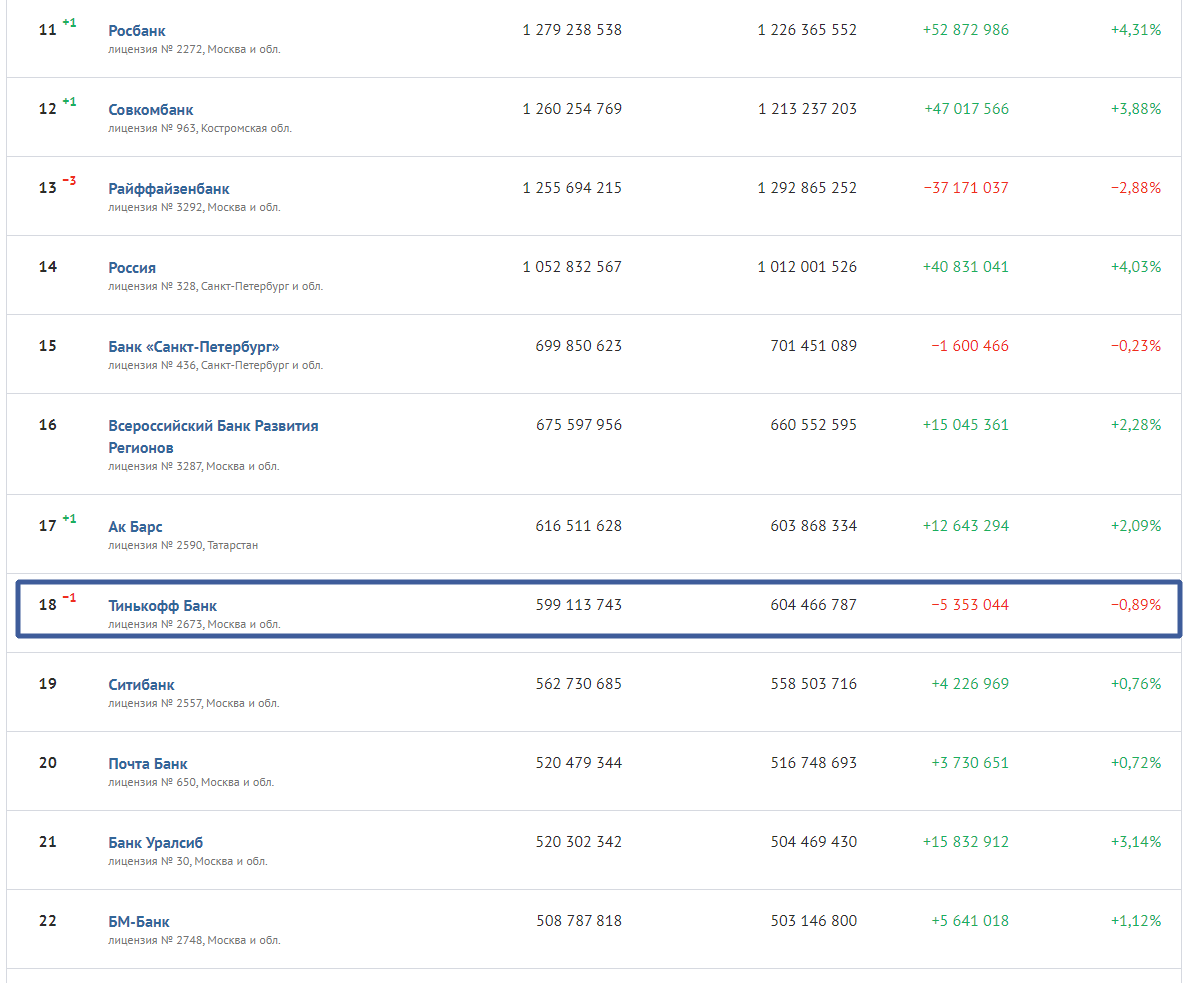 11 +1 Росбанк 1 279 238 538 1 226 365 552 +52 872 986 +4,31%
лицензия № 2272, Москва и обл.
12 +1 Совкомбанк 1 260 254 769 1 213 237 203 +47 017 566 +3,88%
лицензия № 963, Костромская обл.
13 −3 Райффайзенбанк 1 255 694 215 1 292 865 252 −37 171 037 −2,88%
лицензия № 3292, Москва и обл.
14 Россия 1 052 832 567 1 012 001 526 +40 831 041 +4,03%
лицензия № 328, Санкт-Петербург и обл.
15 Банк «Санкт-Петербург» 699 850 623 701 451 089 −1 600 466 −0,23%
лицензия № 436, Санкт-Петербург и обл.
16 Всероссийский Банк Развития 675 597 956 660 552 595 +15 045 361 +2,28%
Регионов
лицензия № 3287, Москва и обл.
17 +1 Ак Барс 616 511 628 603 868 334 +12 643 294 +2,09%
лицензия № 2590, Татарстан
18 −1 Тинькофф Банк 599 113 743 604 466 787 −5 353 044 −0,89%
лицензия № 2673, Москва и обл.
19 Ситибанк 562 730 685 558 503 716 +4 226 969 +0,76%
лицензия № 2557, Москва и обл.
20 Почта Банк 520 479 344 516 748 693 +3 730 651 +0,72%
лицензия № 650, Москва и обл.
21 Банк Уралсиб 520 302 342 504 469 430 +15 832 912 +3,14%
лицензия № 30, Москва и обл.
22 БМ-Банк 508 787 818 503 146 800 +5 641 018 +1,12%
лицензия № 2748, Москва и обл.